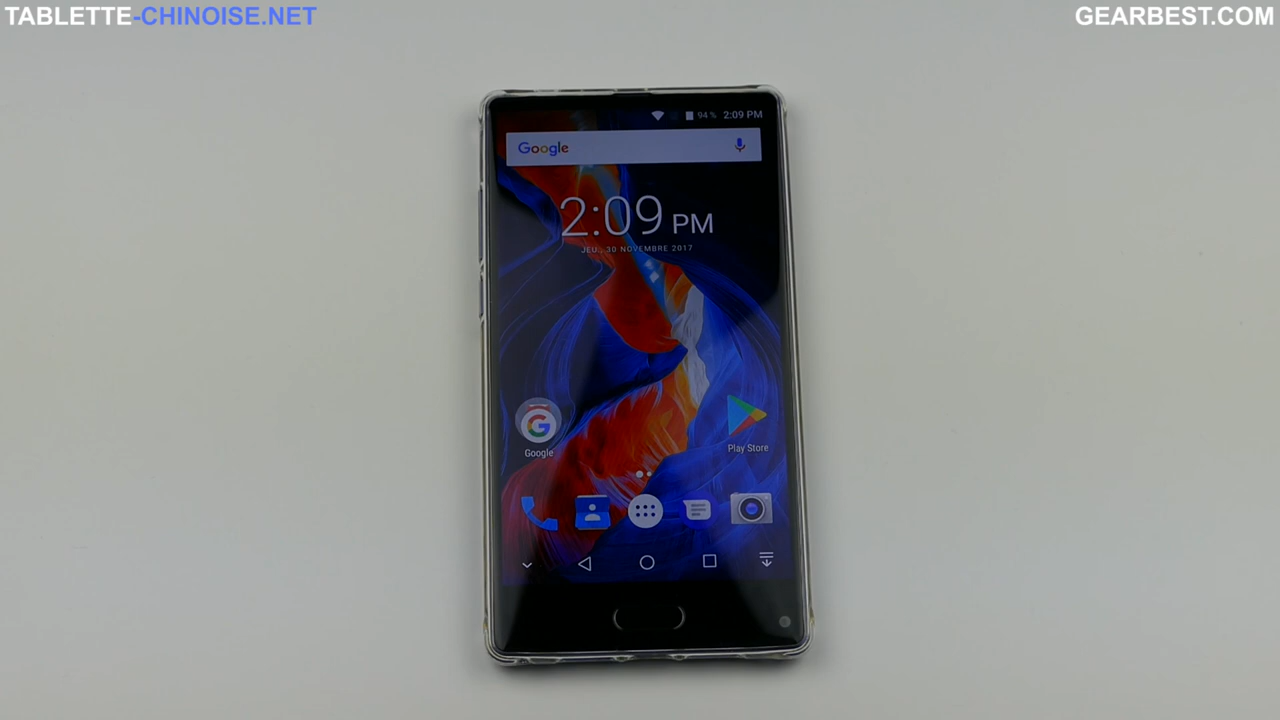 TABLETTE-CHINOISE.NET
GEARBEST.COM
94% 2:09 PM
Google
2:09 PM
JEU., 30 NOVEMBRE 2017
Google
Play Store